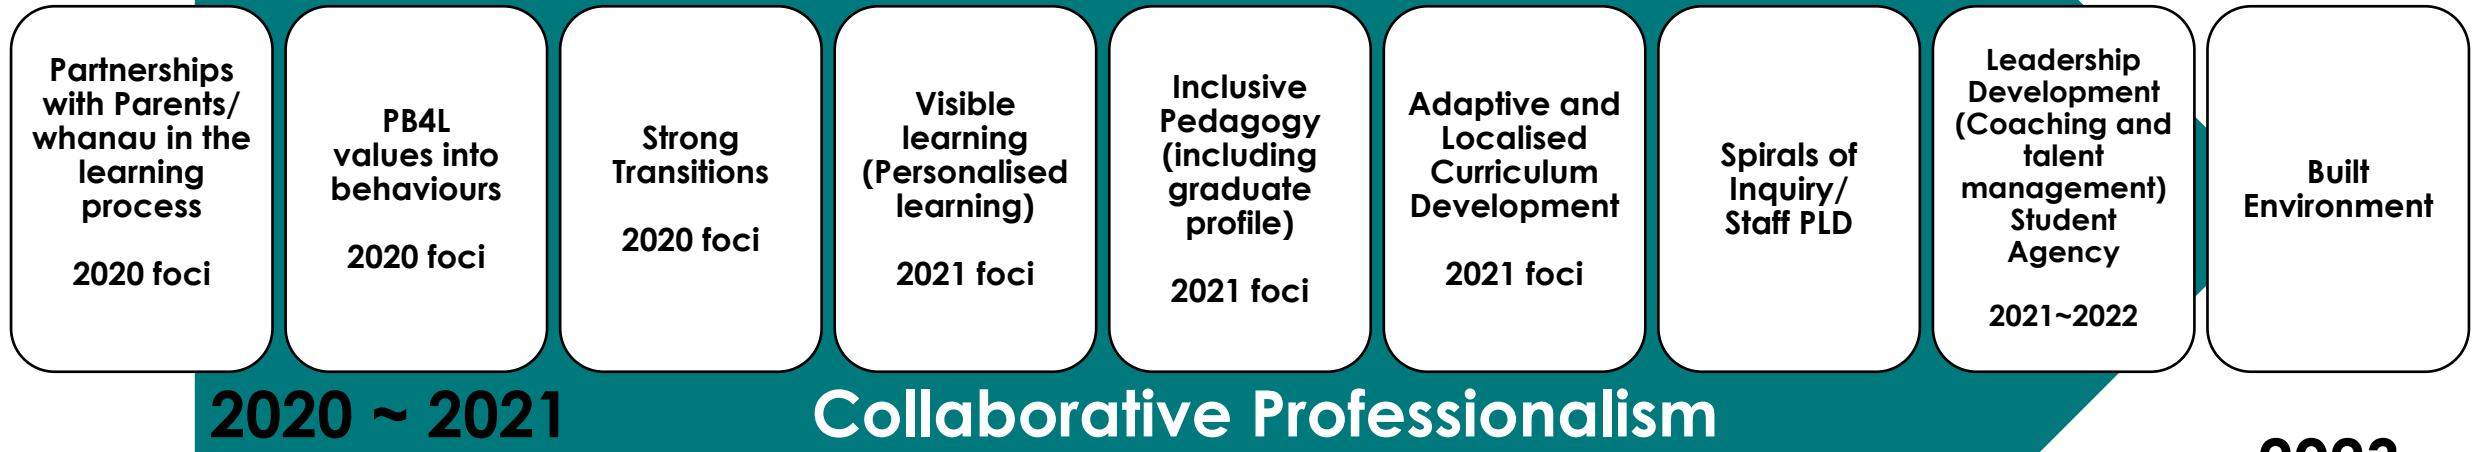 Partnerships
with Parents/
whanau in the
learning
process
2020 foci
PB4L
values into
behaviours
2020 foci
Strong
Transitions
2020 foci
Visible
learning
(Personalised
learning)
2021 foci
Inclusive
Pedagogy
(including
graduate
profile)
2021 foci
Adaptive and
Localised
Curriculum
Development
2021 foci
Spirals of
Inquiry/
Staff PLD
Leadership
Development
(Coaching and
talent
management)
Student
Agency
2021~2022
Built
Environment
2020 ~ 2021
Collaborative Professionalism